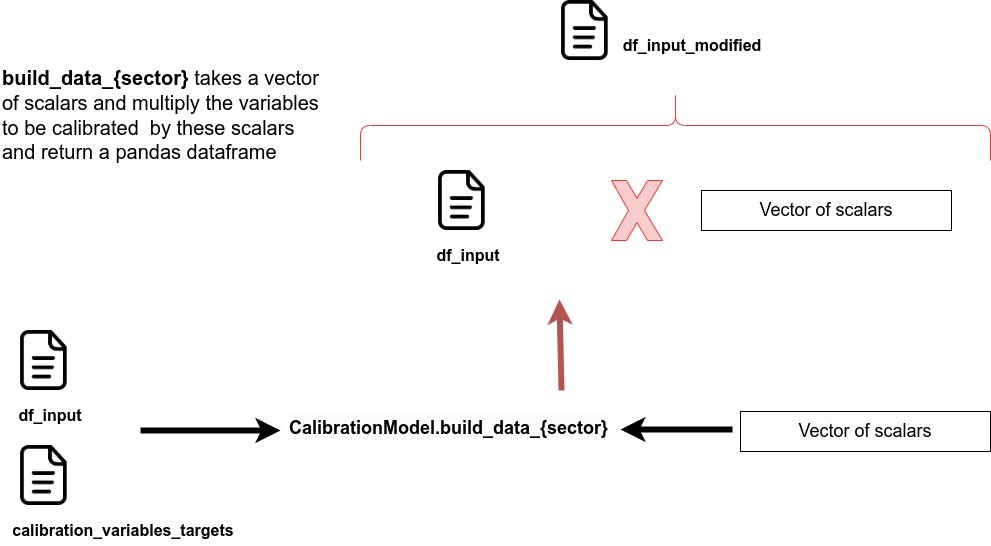 df_input_modified
build_data_{sector} takes a vector
of scalars and multiply the variables
to be calibrated by these scalars
and return a pandas dataframe
X
Vector of scalars
df_input
df_input
CalibrationModel.build_data_{sector}
Vector of scalars
calibration_variables_targets